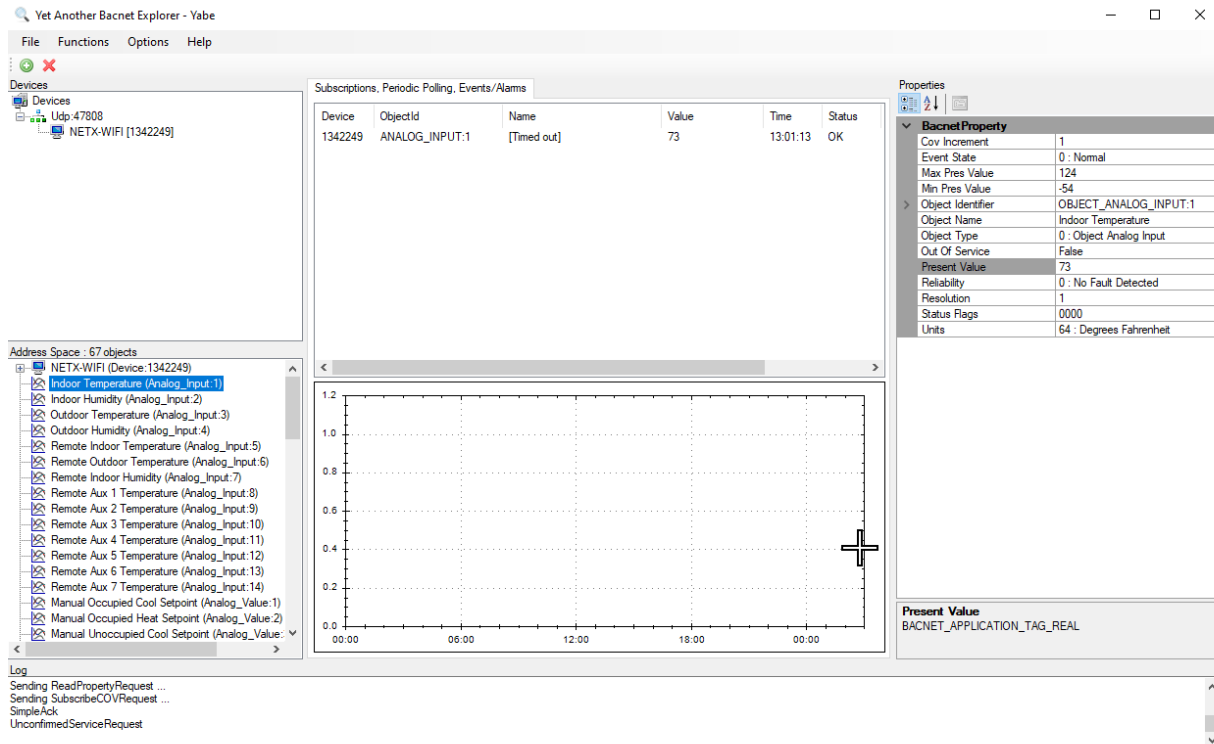 Yet Another Bacnet Explorer - Yabe
File Functions Options Help
Devices
Devices
Udp:47808
NETX-WIFI [1342249]
Address Space : 67 objects
NETX-WIFI (Device:1342249)
Indoor Temperature (Analog_Input:1)
Indoor Humidity (Analog_Input:2)
Outdoor Temperature (Analog_Input:3)
Outdoor Humidity (Analog_Input:4)
Remote Indoor Temperature (Analog_Input:5)
Remote Outdoor Temperature (Analog_Input:6)
Remote Indoor Humidity (Analog_Input:7)
Remote Aux 1 Temperature (Analog_Input:8)
Remote Aux 2 Temperature (Analog_Input:9)
Remote Aux 3 Temperature (Analog_Input:10)
Remote Aux 4 Temperature (Analog_Input:11)
Remote Aux 5 Temperature (Analog_Input:12)
Remote Aux 6 Temperature (Analog_Input:13)
Remote Aux 7 Temperature (Analog_Input:14)
Manual Occupied Cool Setpoint (Analog_Value:1)
Manual Occupied Heat Setpoint (Analog_Value:2)
Manual Unoccupied Cool Setpoint (Analog_Value:
Subscriptions, Periodic Polling, Events/Alarms
Device ObjectId Name Value Time Status
1342249 ANALOG_INPUT:1 [Timed out] 73 13:01:13 OK
1.2
1.0
0.8
0.6
0.4
0.2
0.0
00:00 06:00 12:00 18:00 00:00
Properties
BacnetProperty
Cov Increment 1
Event State 0 : Normal
Max Pres Value 124
Min Pres Value -54
Object Identifier OBJECT_ANALOG_INPUT:1
Object Name Indoor Temperature
Object Type 0 : Object Analog Input
Out Of Service False
Present Value 73
Reliability 0 : No Fault Detected
Resolution 1
Status Flags 0000
Units 64 : Degrees Fahrenheit
Present Value
BACNET_APPLICATION_TAG_REAL
Log
Sending ReadPropertyRequest ...
Sending SubscribeCOVRequest ...
SimpleAck
UnconfirmedServiceRequest